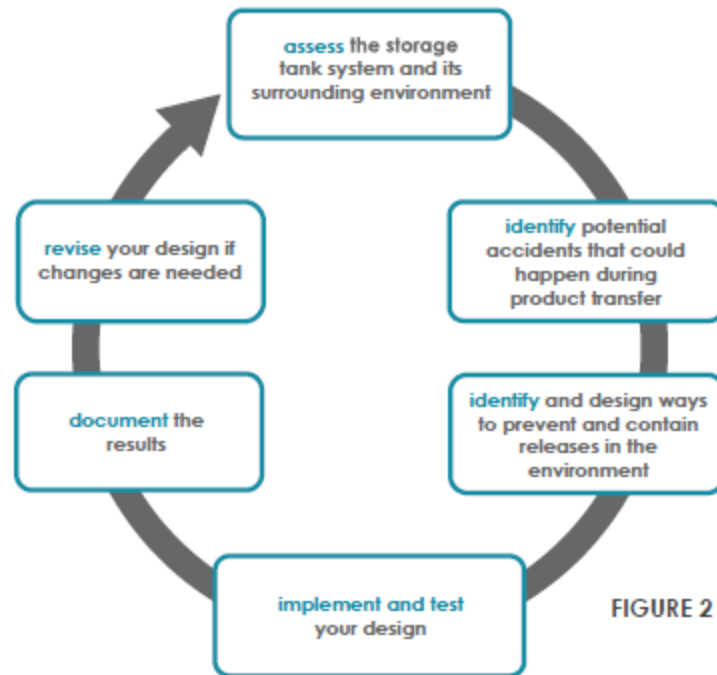 assess the storage
tank system and its
surrounding environment
identify potential
accidents that could
happen during
product transfer
identify and design ways
to prevent and contain
releases in the
environment
implement and test
your design
document the
results
revise your design if
changes are needed
FIGURE 2